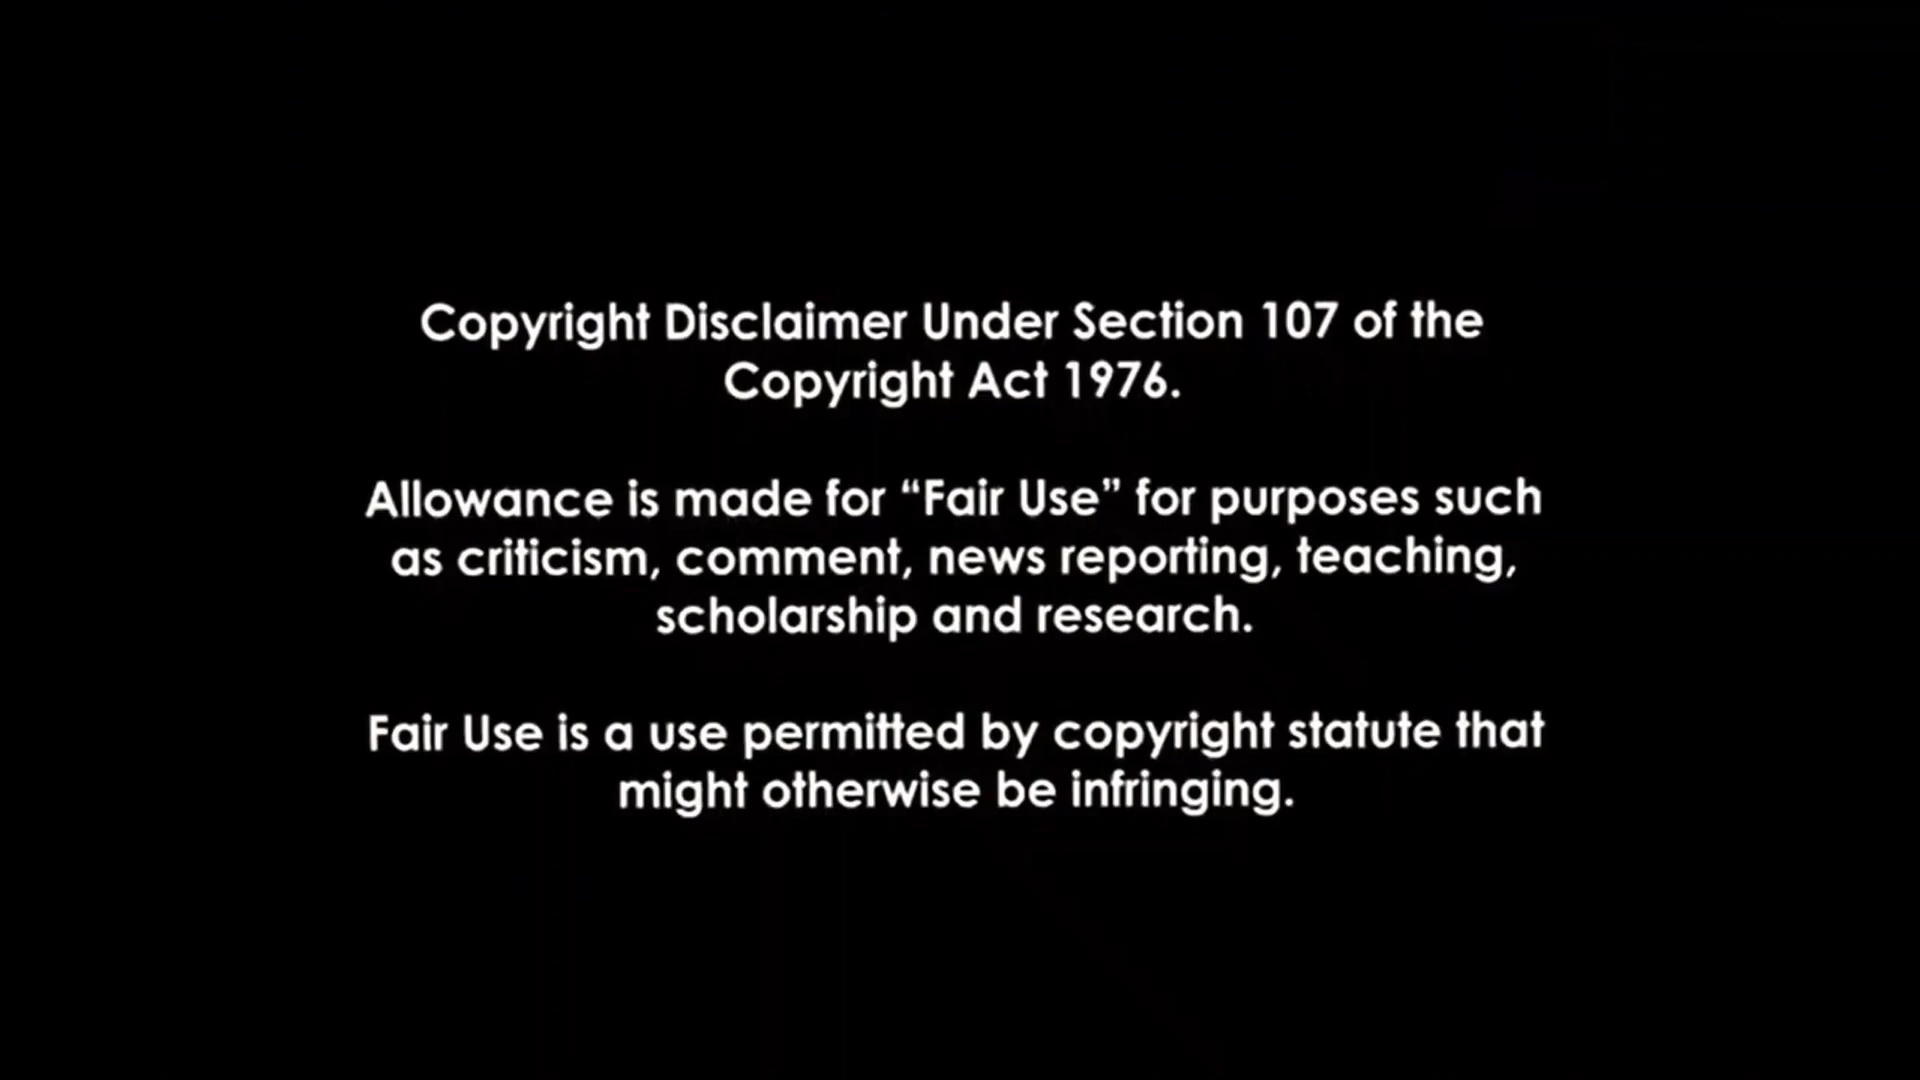 Copyright Disclaimer Under Section 107 of the
Copyright Act 1976.
Allowance is made for “Fair Use” for purposes such
as criticism, comment, news reporting, teaching,
scholarship and research.
Fair Use is a use permitted by copyright statute that
might otherwise be infringing.